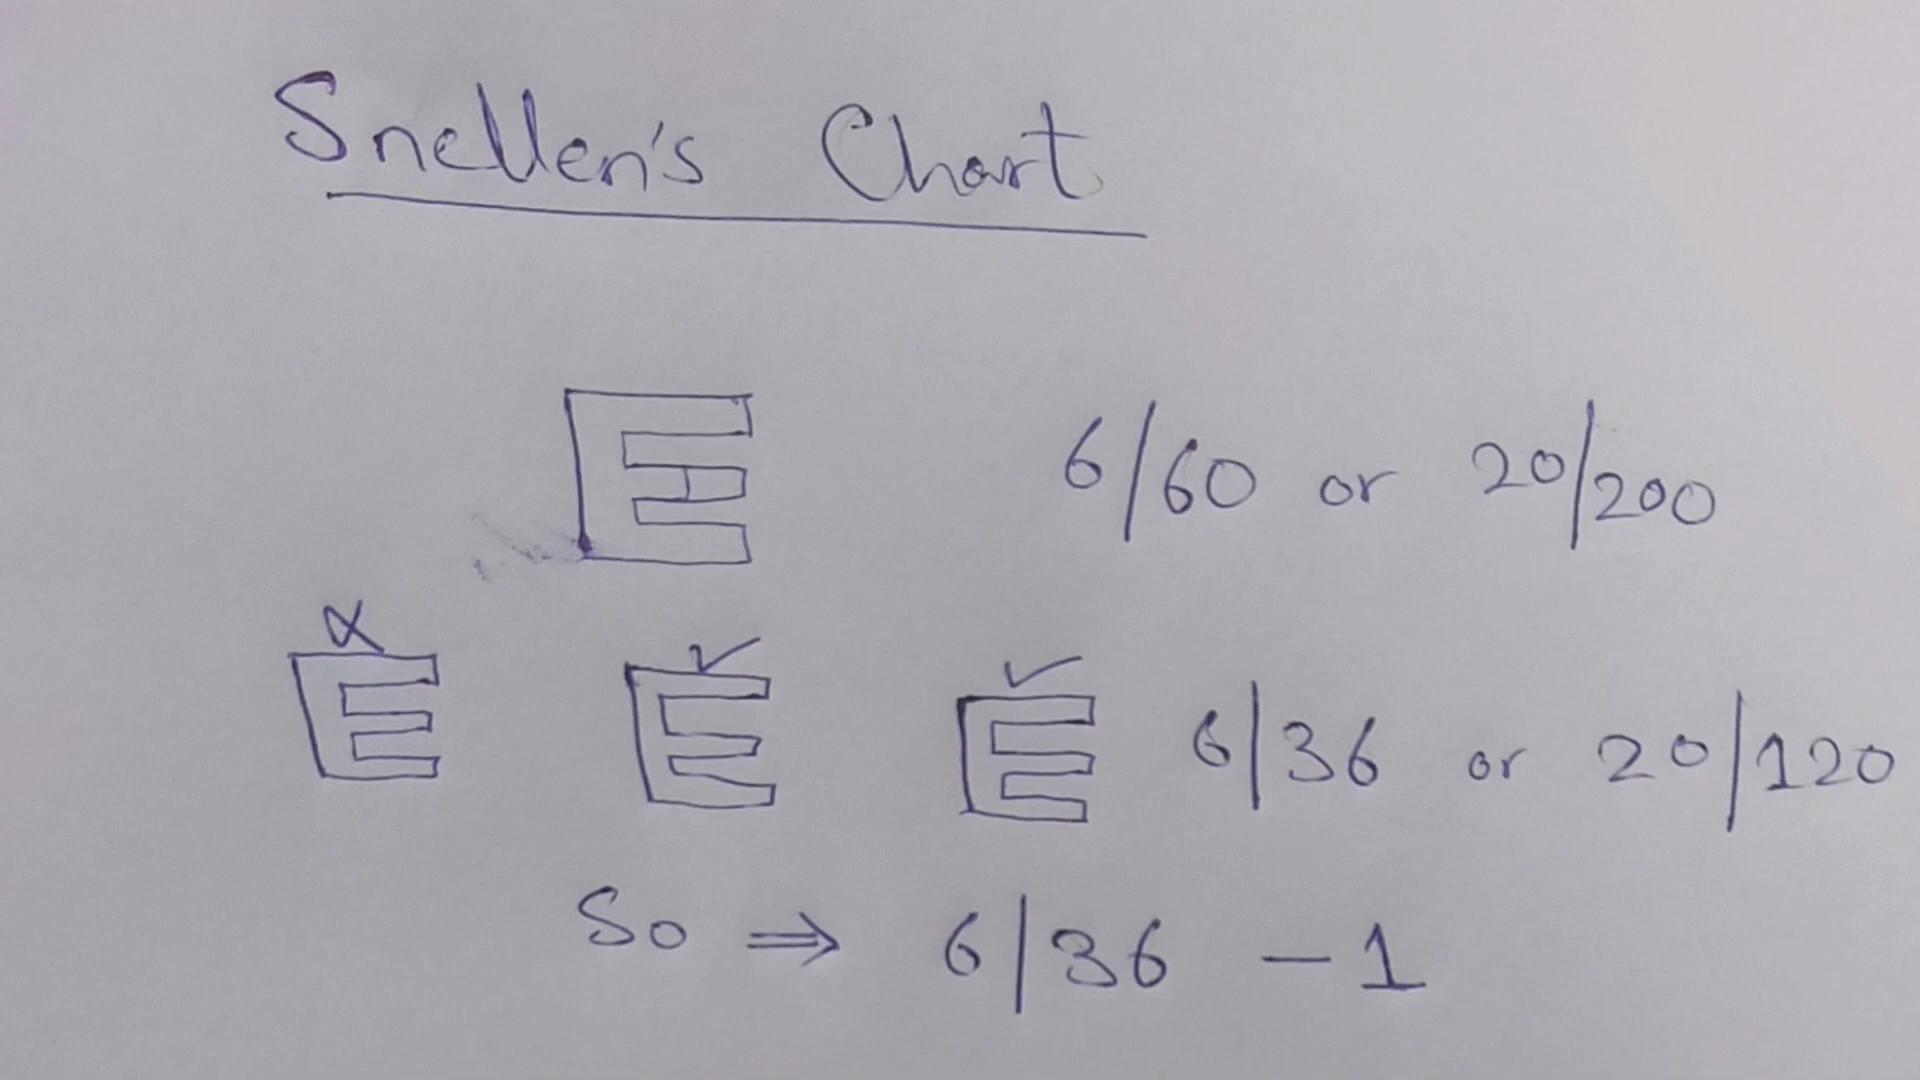 Snellen's Chart
E 6/60 or 20/200
E E E 6/36 or 20/120
So ⇒ 6/36 -1